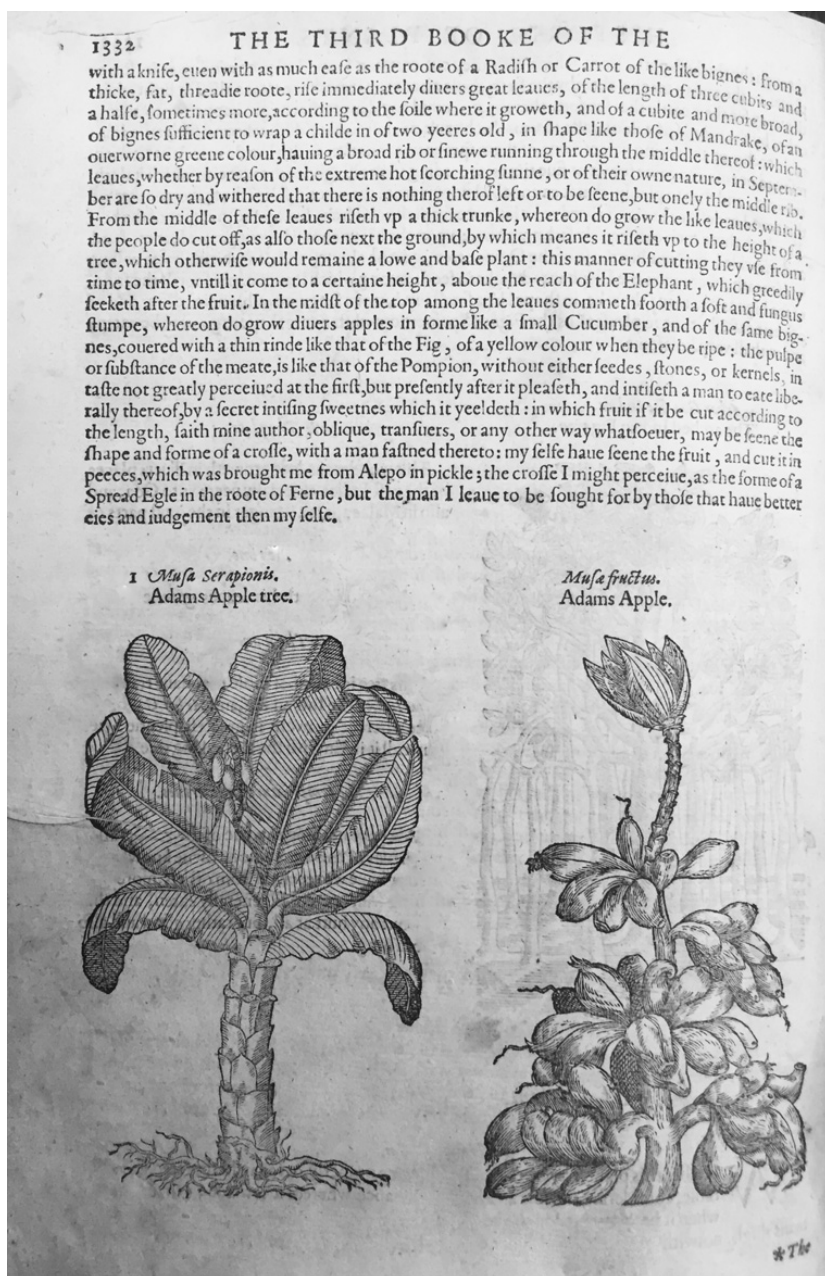 1332 THE THIRD BOOKE OF THE
with a knife, euen with as much eaſe as the roote of a Radiſh or Carrot of the like bignes: from a
thicke, fat, threadie roote, riſe immediately diuers great leaues, of the length of three cubits and
a halfe, ſometimes more, according to the ſoile where it groweth, and of a cubite and more broad,
of bignes ſufficient to wrap a childe in of two yeeres old, in ſhape like thoſe of Mandrake, of an
ouerworne greene colour, hauing a broad rib or ſinewe running through the middle thereof: which
leaues, whether by reaſon of the extreme hot ſcorching ſunne, or of their owne nature, in Septem-
ber are ſo dry and withered that there is nothing therof left or to be ſeene, but onely the middle rib.
From the middle of theſe leaues riſeth vp a thick trunke, whereon do grow the like leaues, which
the people do cut off, as alſo thoſe next the ground, by which meanes it riſeth vp to the height of a
tree, which otherwiſe would remaine a lowe and baſe plant: this manner of cutting they vſe from
time to time, vntill it come to a certaine height, aboue the reach of the Elephant, which greedily
ſeeketh after the fruit. In the midſt of the top among the leaues commeth foorth a ſoft and fungus
ſtumpe, whereon do grow diuers apples in forme like a ſmall Cucumber, and of the ſame big-
nes, couered with a thin rinde like that of the Fig, of a yellow colour when they be ripe: the pulpe
or ſubſtance of the meate, is like that of the Pompion, without either ſeedes, ſtones, or kernels, in
taſte not greatly perceiued at the firſt, but preſently after it pleaſeth, and intiſeth a man to eate libe-
rally thereof, by a ſecret intiſing ſweetnes which it yeeldeth: in which fruit if it be cut according to
the length, ſaith mine author, oblique, tranſuers, or any other way whatſoeuer, may be ſeene the
ſhape and forme of a croſſe, with a man faſtned thereto: my ſelfe haue ſeene the fruit, and cut it in
peeces, which was brought me from Alepo in pickle; the croſſe I might perceiue, as the forme of a
Spread Egle in the roote of Ferne, but the man I leaue to be ſought for by thoſe that haue better
eies and iudgement then my ſelfe.
1 Muſa Serapionis.
Adams Apple tree.
Muſæ fructus.
Adams Apple.
* The